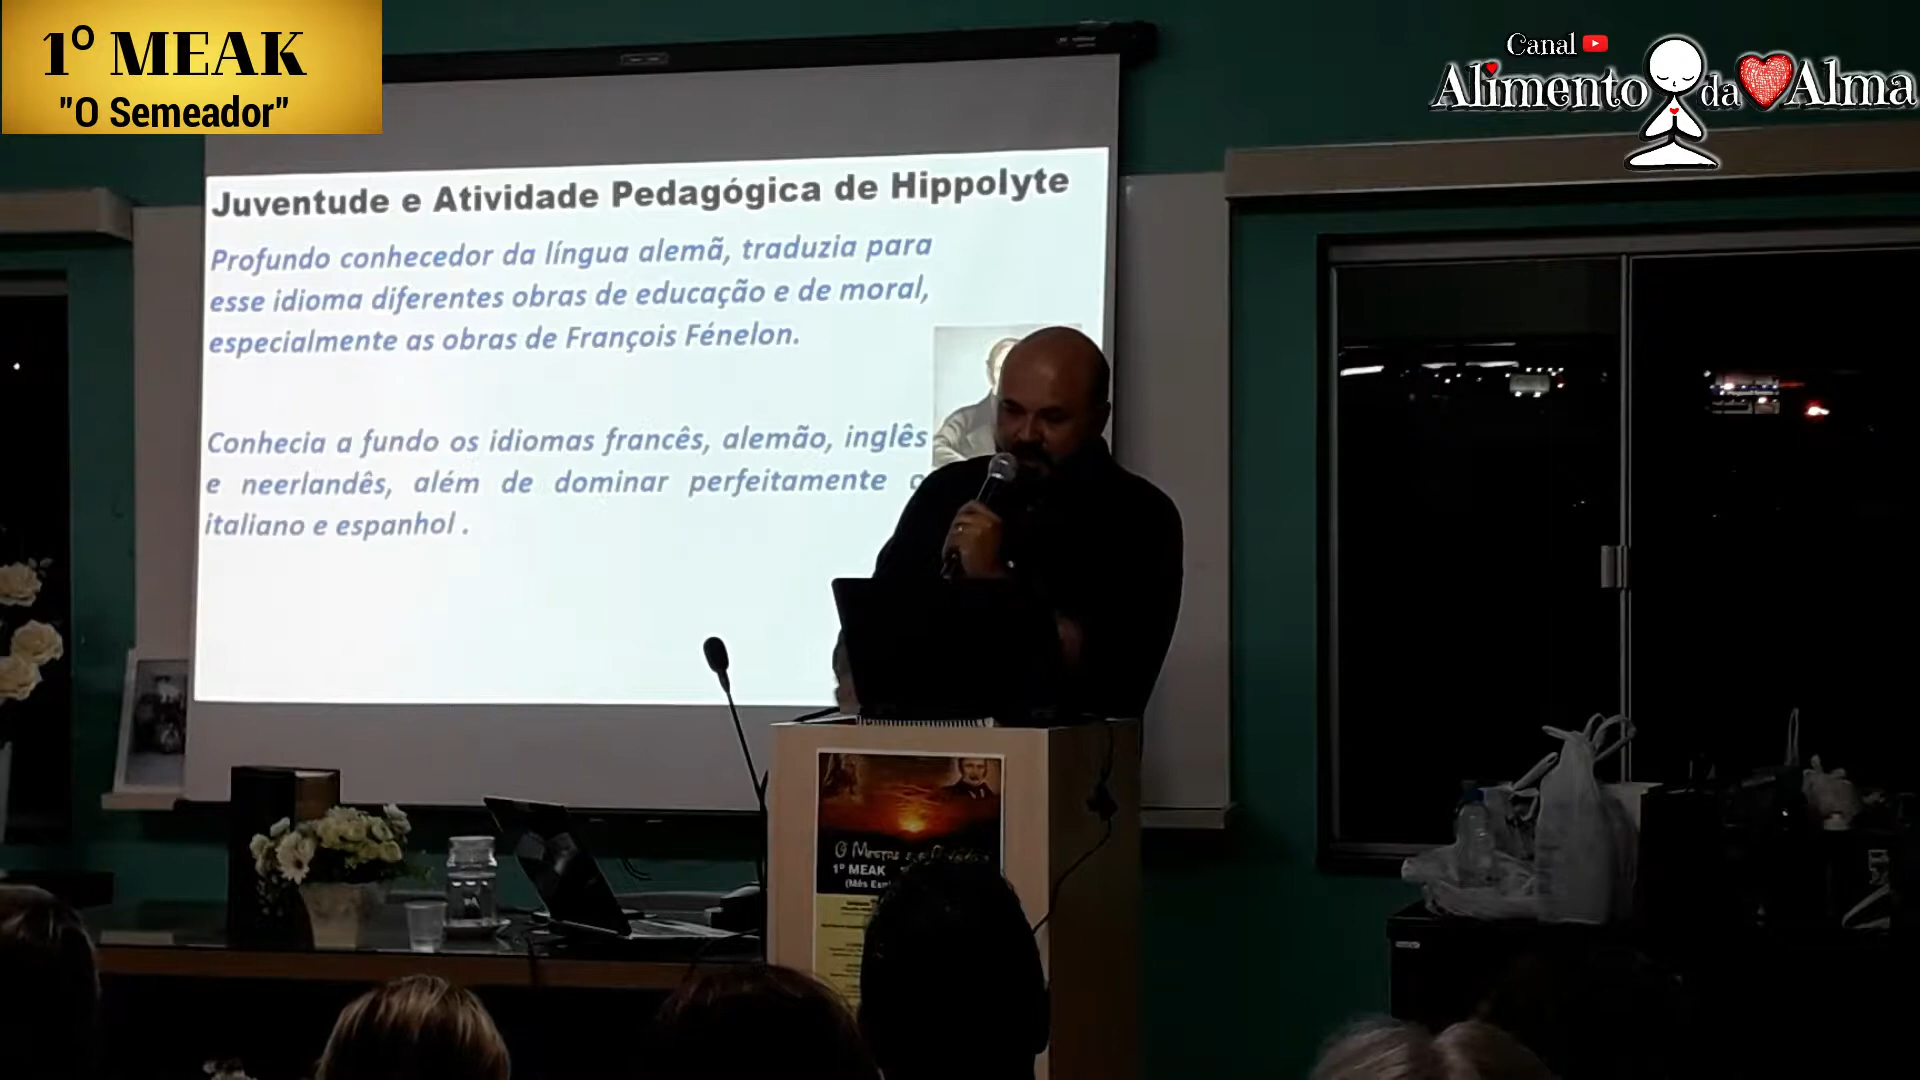 1º MEAK
"O Semeador"
Canal
Alimento da Alma
Juventude e Atividade Pedagógica de Hippolyte
Profundo conhecedor da língua alemã, traduzia para
esse idioma diferentes obras de educação e de moral,
especialmente as obras de François Fénelon.
Conhecia a fundo os idiomas francês, alemão, inglês
e neerlandês, além de dominar perfeitamente o
italiano e espanhol .
1º MEAK
(Mês